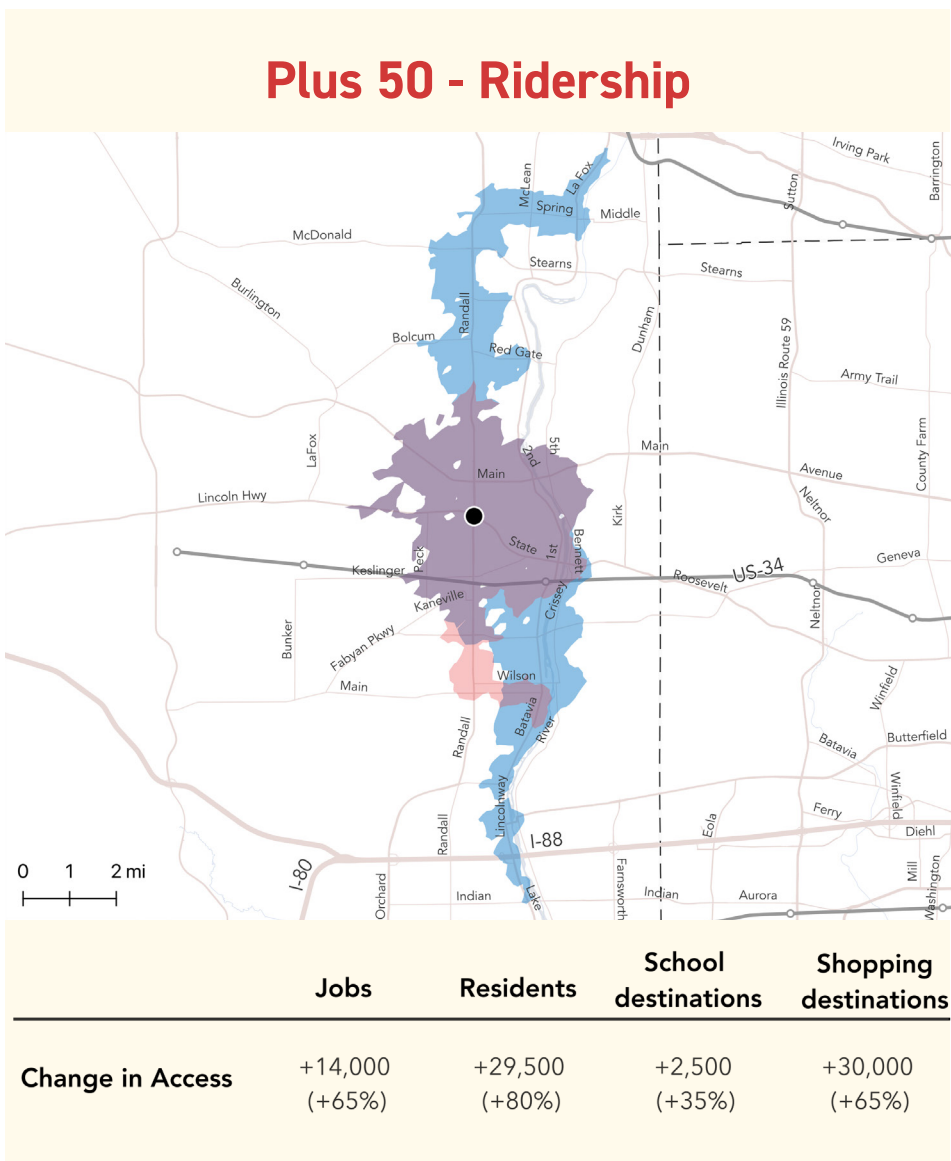 Plus 50 - Ridership
Irving Park
Barrington
McLean
La Fox
Sutton
Spring
Middle
McDonald
Stearns
Stearns
Burlington
Randall
Dunham
Illinois Route 59
Bolcum
Red Gate
Army Trail
County Farm
LaFox
5th
2nd
Main
Main
Avenue
Lincoln Hwy
Neltnor
Kirk
State
1st
Bennett
Peck
Keslinger
US-34
Roosevelt
Geneva
Neltnor
Kaneville
Crissey
Bunker
Fabyan Pkwy
Wilson
Main
Winfield
Batavia
River
Randall
Batavia
Butterfield
Lincolnway
Winfield
Ferry
Eola
Diehl
Randall
I-88
0 1 2 mi
I-80
Mill
Washington
Orchard
Indian
Lake
Farnsworth
Indian
Aurora
Jobs Residents School destinations Shopping destinations
Change in Access +14,000 +29,500 +2,500 +30,000
(+65%) (+80%) (+35%) (+65%)